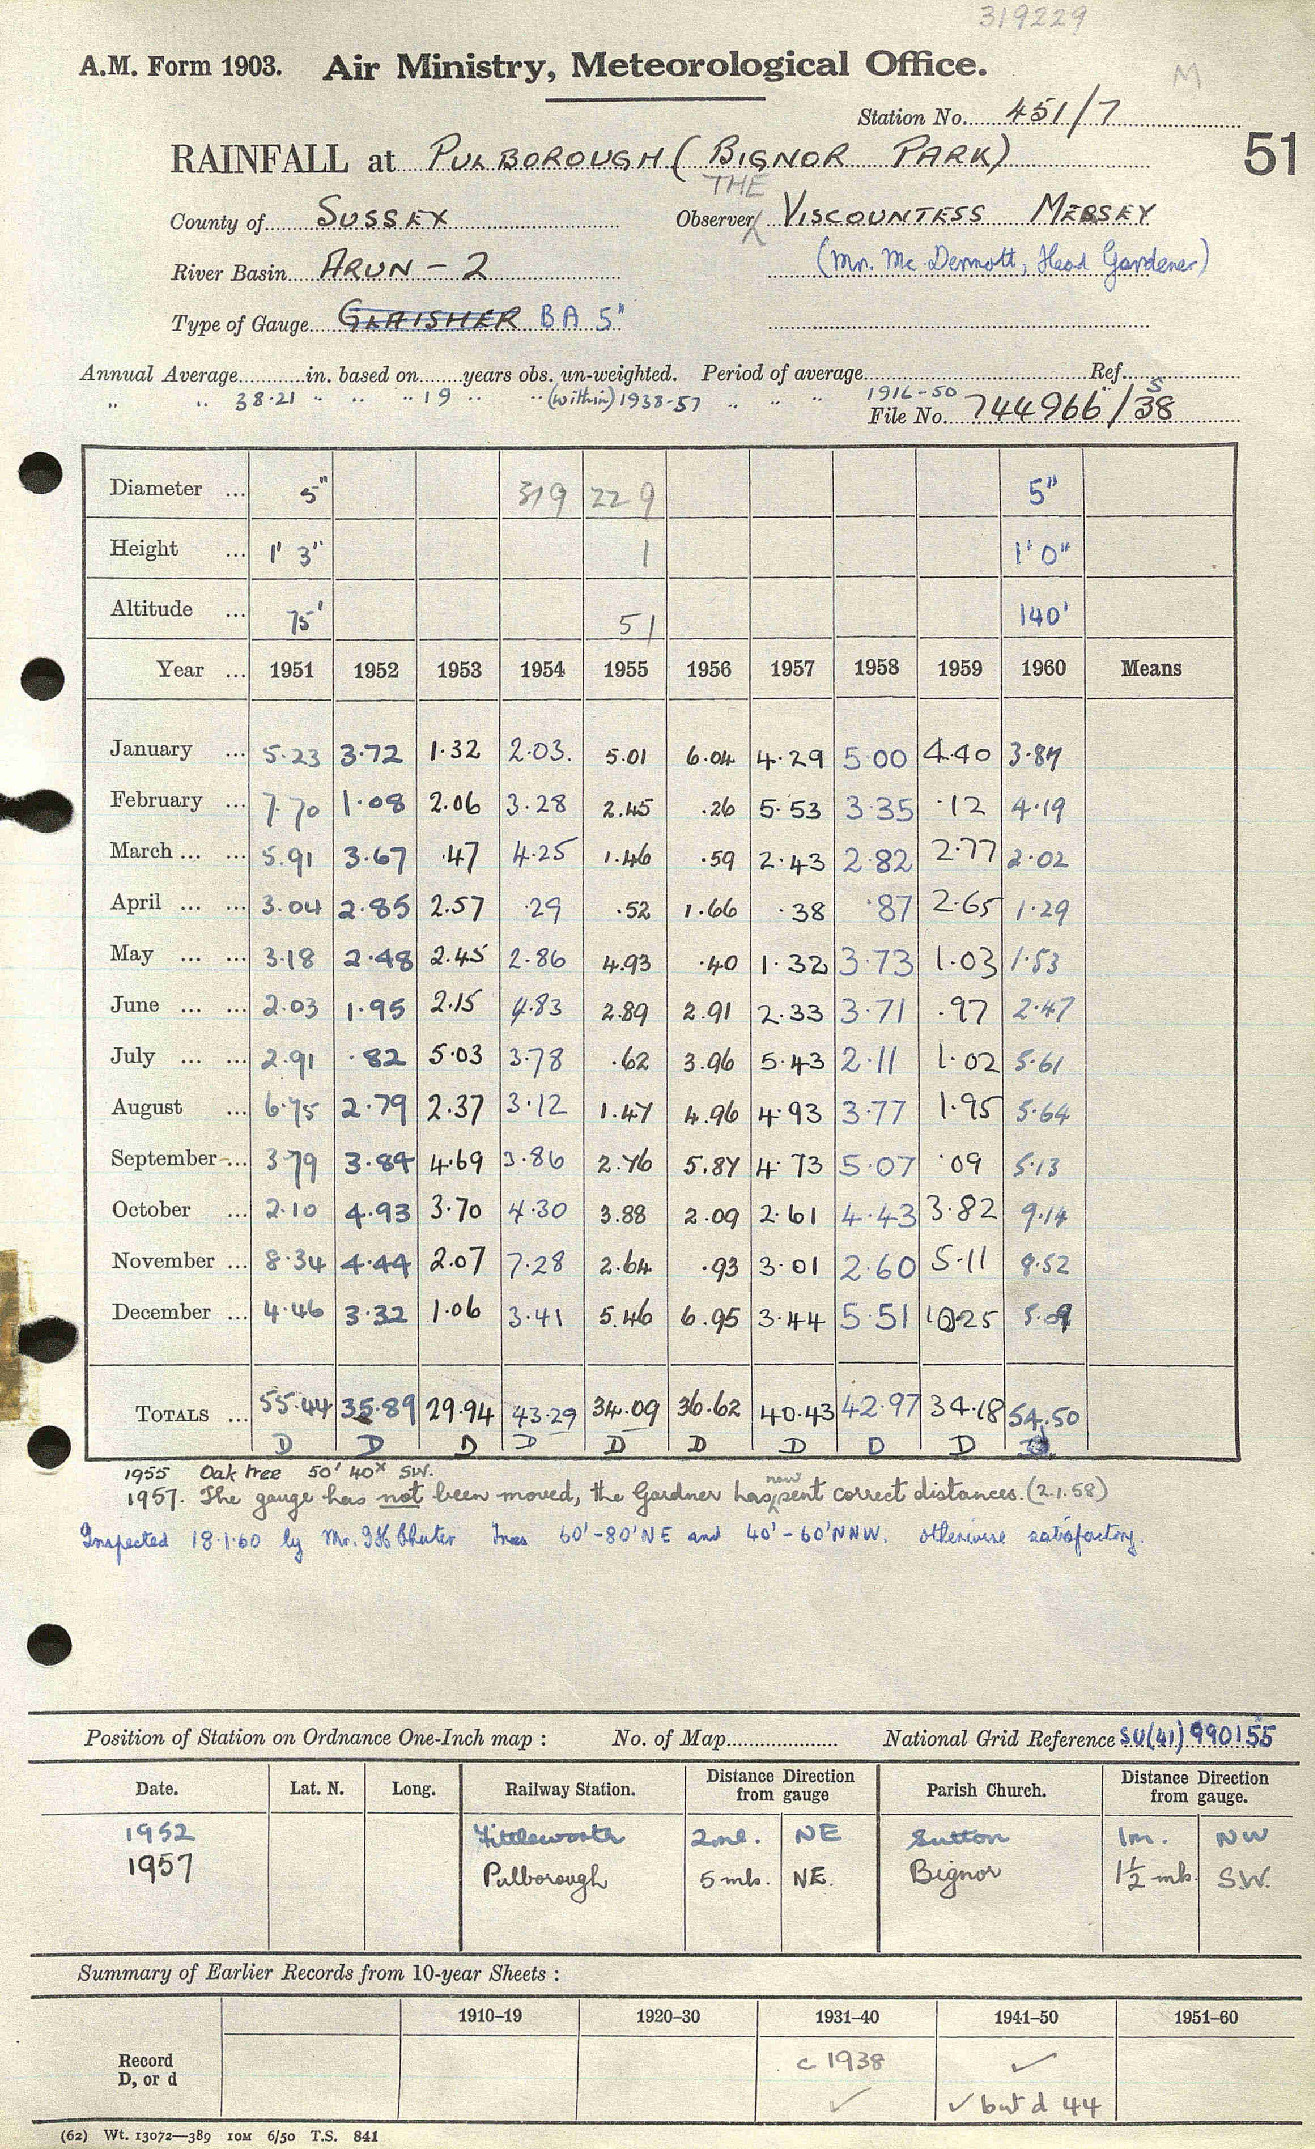 319229
A.M. Form 1903. Air Ministry, Meteorological Office.
M
Station No. 451/7
51
RAINFALL at PULBOROUGH (BIGNOR PARK)
THE
County of SUSSEX Observer VISCOUNTESS MERSEY
River Basin ARUN - 2 (Mr. Mc Dermott, Head Gardener)
Type of Gauge GLAISHER BA 5"
Annual Average in. based on years obs. un-weighted. Period of average Ref.
" " 38.21 " " " 19 " " (within) 1938-57 " " " 1916-50 " S
File No. 744966/38
Diameter ... 5" 319 229 5"
Height ... 1' 3" 1 1' 0"
Altitude ... 75' 51 140'
Year ... 1951 1952 1953 1954 1955 1956 1957 1958 1959 1960 Means
January ... 5.23 3.72 1.32 2.03. 5.01 6.04 4.29 5.00 4.40 3.87
February ... 7.70 1.08 2.06 3.28 2.45 .26 5.53 3.35 .12 4.19
March ... ... 5.91 3.67 .47 4.25 1.46 .59 2.43 2.82 2.77 2.02
April ... ... 3.04 2.85 2.57 .29 .52 1.66 .38 .87 2.65 1.29
May ... ... 3.18 2.48 2.45 2.86 4.93 .40 1.32 3.73 1.03 1.53
June ... ... 2.03 1.95 2.15 4.83 2.89 2.91 2.33 3.71 .97 2.47
July ... ... 2.91 .82 5.03 3.78 .62 3.96 5.43 2.11 1.02 5.61
August ... 6.75 2.79 2.37 3.12 1.47 4.96 4.93 3.77 1.95 5.64
September ... 3.79 3.84 4.69 3.86 2.76 5.87 4.73 5.07 .09 5.13
October ... 2.10 4.93 3.70 4.30 3.88 2.09 2.61 4.43 3.82 9.14
November ... 8.34 4.44 2.07 7.28 2.64 .93 3.01 2.60 5.11 8.52
December ... 4.46 3.32 1.06 3.41 5.46 6.95 3.44 5.51 10.25 5.09
TOTALS ... 55.44 35.89 29.94 43.29 34.09 36.62 40.43 42.97 34.18 54.50
D D D D D D D D D
1955 Oak tree 50' 40x SW.
now
1957. The gauge has not been moved, the Gardner has sent correct distances. (2.1.58)
Inspected 18.1.60 by Mr. Chuter Trees 60'-80' NE and 40'-60' NNW. otherwise satisfactory.
Position of Station on Ordnance One-Inch map : No. of Map National Grid Reference SU(41) 990155
Date. Lat. N. Long. Railway Station. Distance from Direction gauge Parish Church. Distance from Direction gauge.
1952 Fittleworth 2ml. NE Sutton 1m. NW
1957 Pulborough 5 mls. NE. Bignor 1½ mls SW.
Summary of Earlier Records from 10-year Sheets :
1910–19 1920–30 1931–40 1941–50 1951–60
Record c 1938 ✓
D, or d ✓ ✓ but d 44
(62) Wt. 13072—389 10M 6/50 T.S. 841